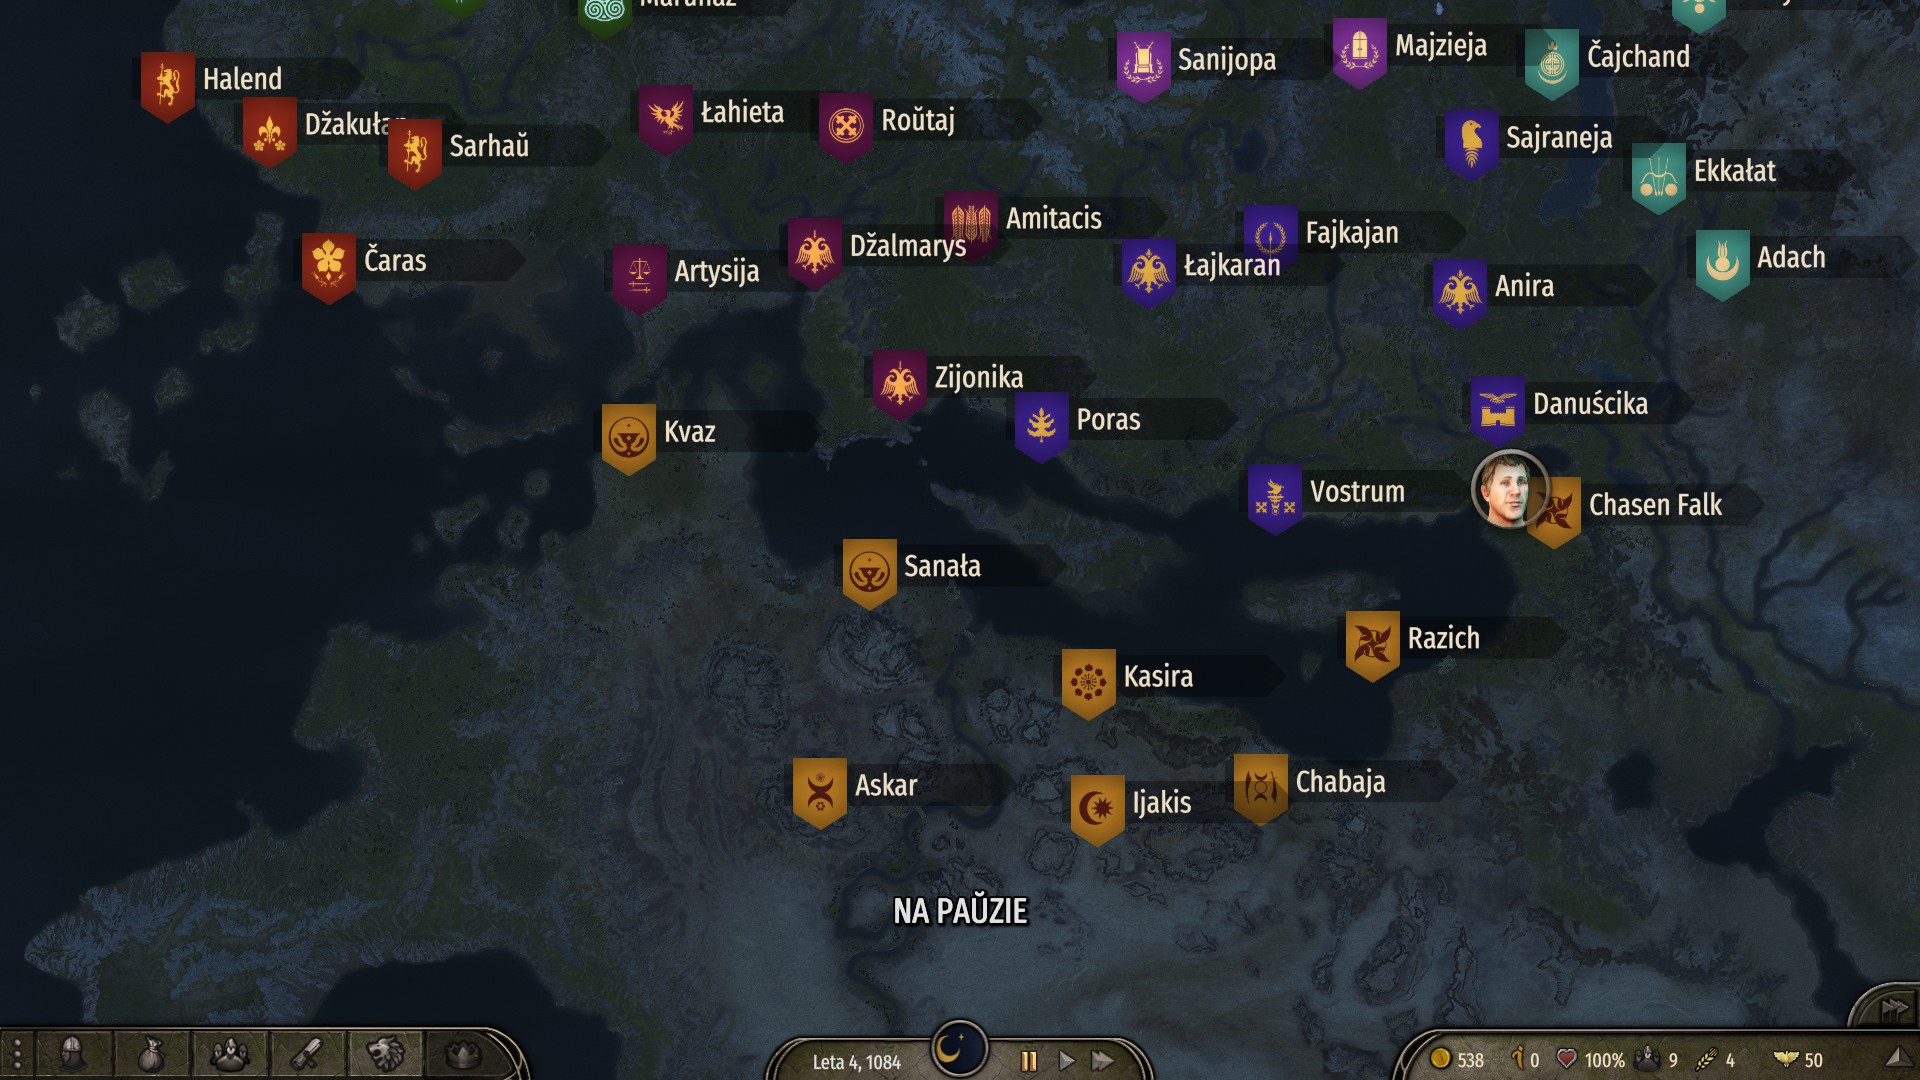 Halend
Sarhaŭ
Łahieta
Roŭtaj
Sanijopa
Majzieja
Čajchand
Sajraneja
Ekkałat
Čaras
Artysija
Džalmarys
Amitacis
Łajkaran
Fajkajan
Anira
Adach
Zijonika
Poras
Danuścika
Kvaz
Vostrum
Chasen Falk
Sanała
Razich
Kasira
Askar
Ijakis
Chabaja
NA PAŬZIE
Leta 4, 1084
538
0
100%
9
4
50